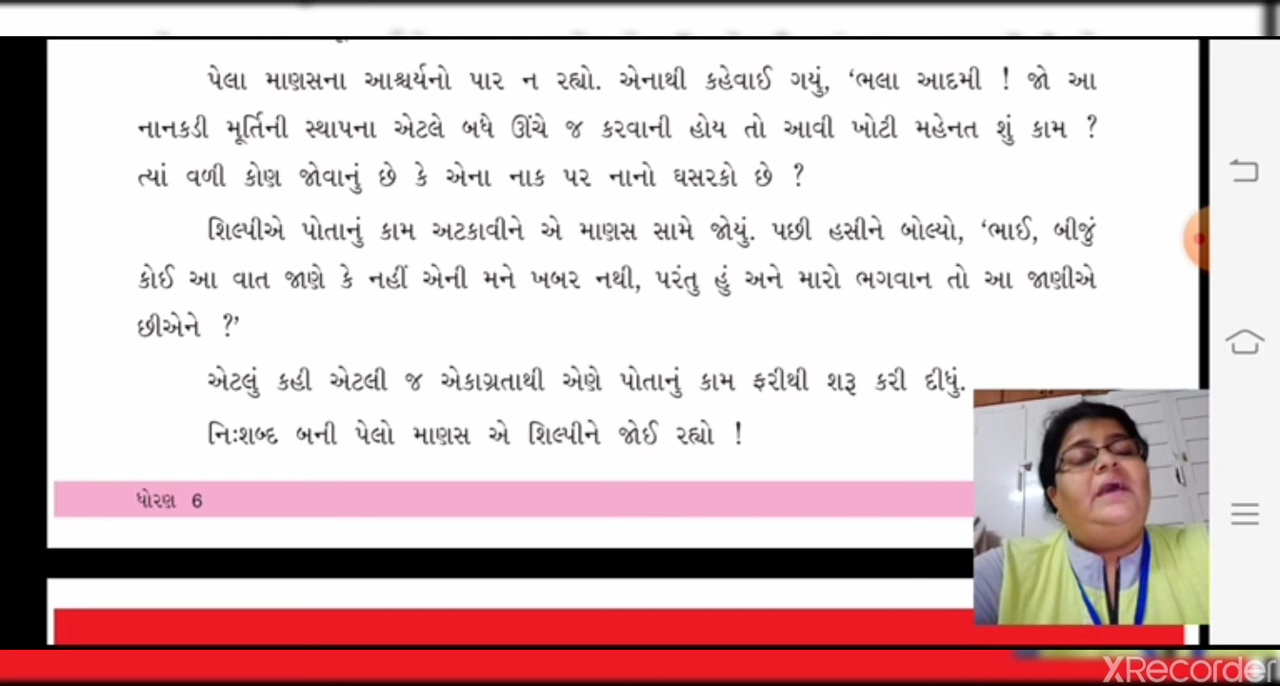 પેલા માણસના આશ્ચર્યનો પાર ન રહ્યો. એનાથી કહેવાઈ ગયું, ‘ભલા આદમી ! જો આ
નાનકડી મૂર્તિની સ્થાપના એટલે બધે ઊંચે જ કરવાની હોય તો આવી ખોટી મહેનત શું કામ ?
ત્યાં વળી કોણ જોવાનું છે કે એના નાક પર નાનો ઘસરકો છે ?
શિલ્પીએ પોતાનું કામ અટકાવીને એ માણસ સામે જોયું. પછી હસીને બોલ્યો, ‘ભાઈ, બીજું
કોઈ આ વાત જાણે કે નહીં એની મને ખબર નથી, પરંતુ હું અને મારો ભગવાન તો આ જાણીએ
છીએને ?’
એટલું કહી એટલી જ એકાગ્રતાથી એણે પોતાનું કામ ફરીથી શરૂ કરી દીધું.
નિઃશબ્દ બની પેલો માણસ એ શિલ્પીને જોઈ રહ્યો !
ધોરણ 6
XRecorder